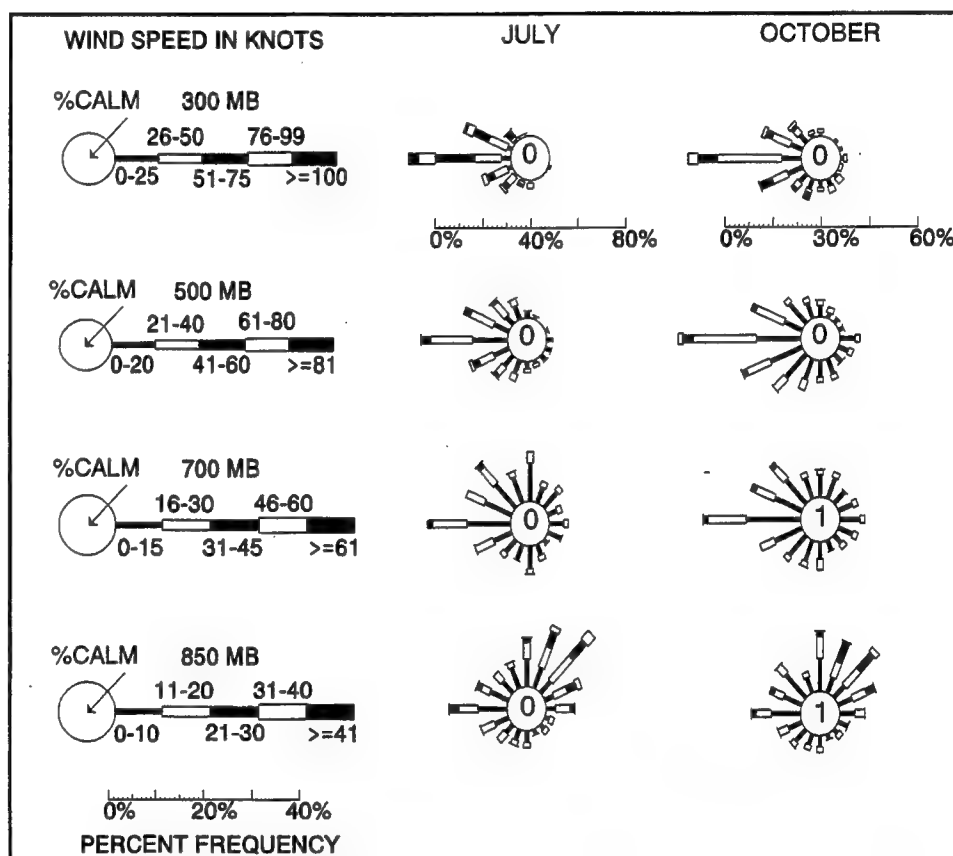 WIND SPEED IN KNOTS JULY OCTOBER
%CALM 300 MB
26-50 76-99
0-25 51-75 >=100
0 0
0% 40% 80% 0% 30% 60%
%CALM 500 MB
21-40 61-80
0-20 41-60 >=81
0 0
%CALM 700 MB
16-30 46-60
0-15 31-45 >=61
0 1
%CALM 850 MB
11-20 31-40
0-10 21-30 >=41
0 1
0% 20% 40%
PERCENT FREQUENCY